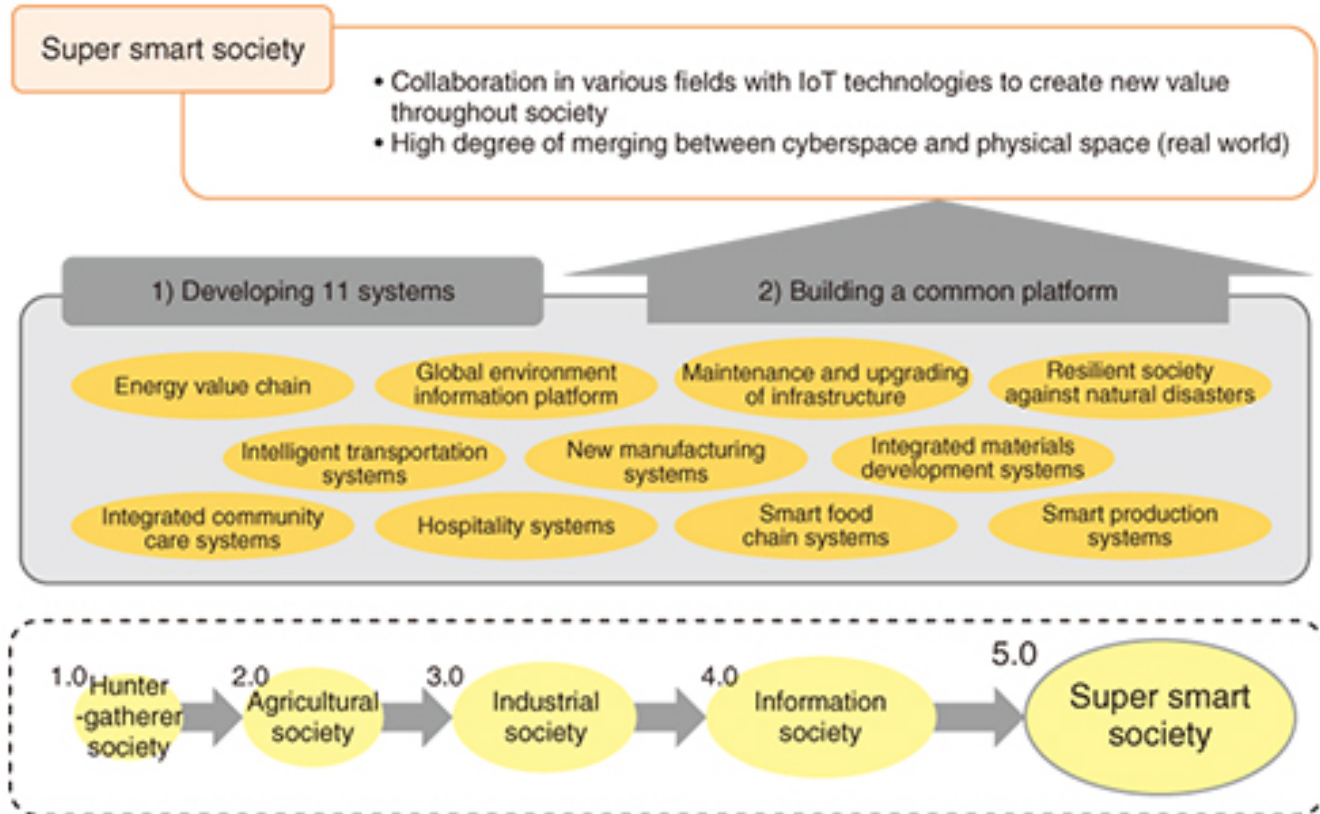 Super smart society
• Collaboration in various fields with IoT technologies to create new value
throughout society
• High degree of merging between cyberspace and physical space (real world)
1) Developing 11 systems
2) Building a common platform
Energy value chain
Global environment
information platform
Maintenance and upgrading
of infrastructure
Resilient society
against natural disasters
Intelligent transportation
systems
New manufacturing
systems
Integrated materials
development systems
Integrated community
care systems
Hospitality systems
Smart food
chain systems
Smart production
systems
1.0
Hunter
-gatherer
society
2.0
Agricultural
society
3.0
Industrial
society
4.0
Information
society
5.0
Super smart
society